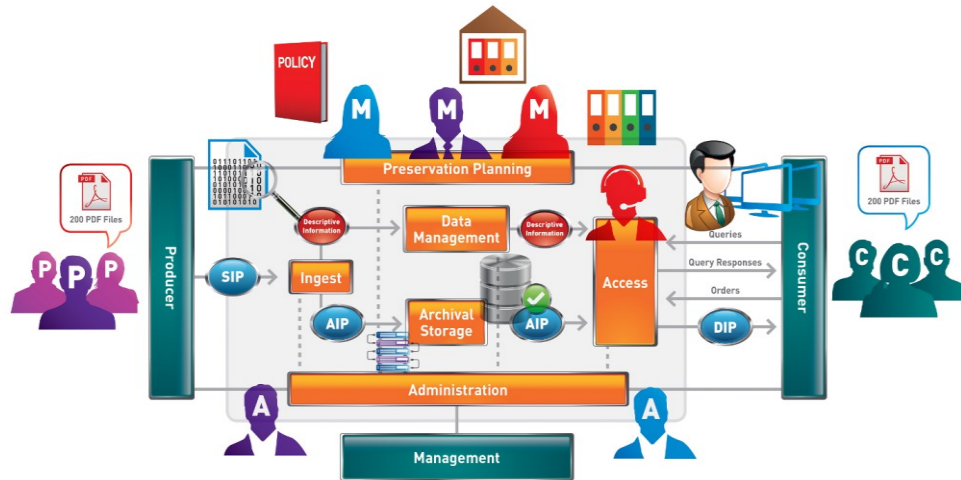 POLICY
M
M
M
Preservation Planning
PDF
200 PDF Files
P
P
P
Producer
SIP
Descriptive
Information
Ingest
AIP
Data
Management
Descriptive
Information
Archival
Storage
AIP
Access
Queries
Query Responses
Orders
DIP
Consumer
PDF
200 PDF Files
C
C
C
Administration
A
A
Management